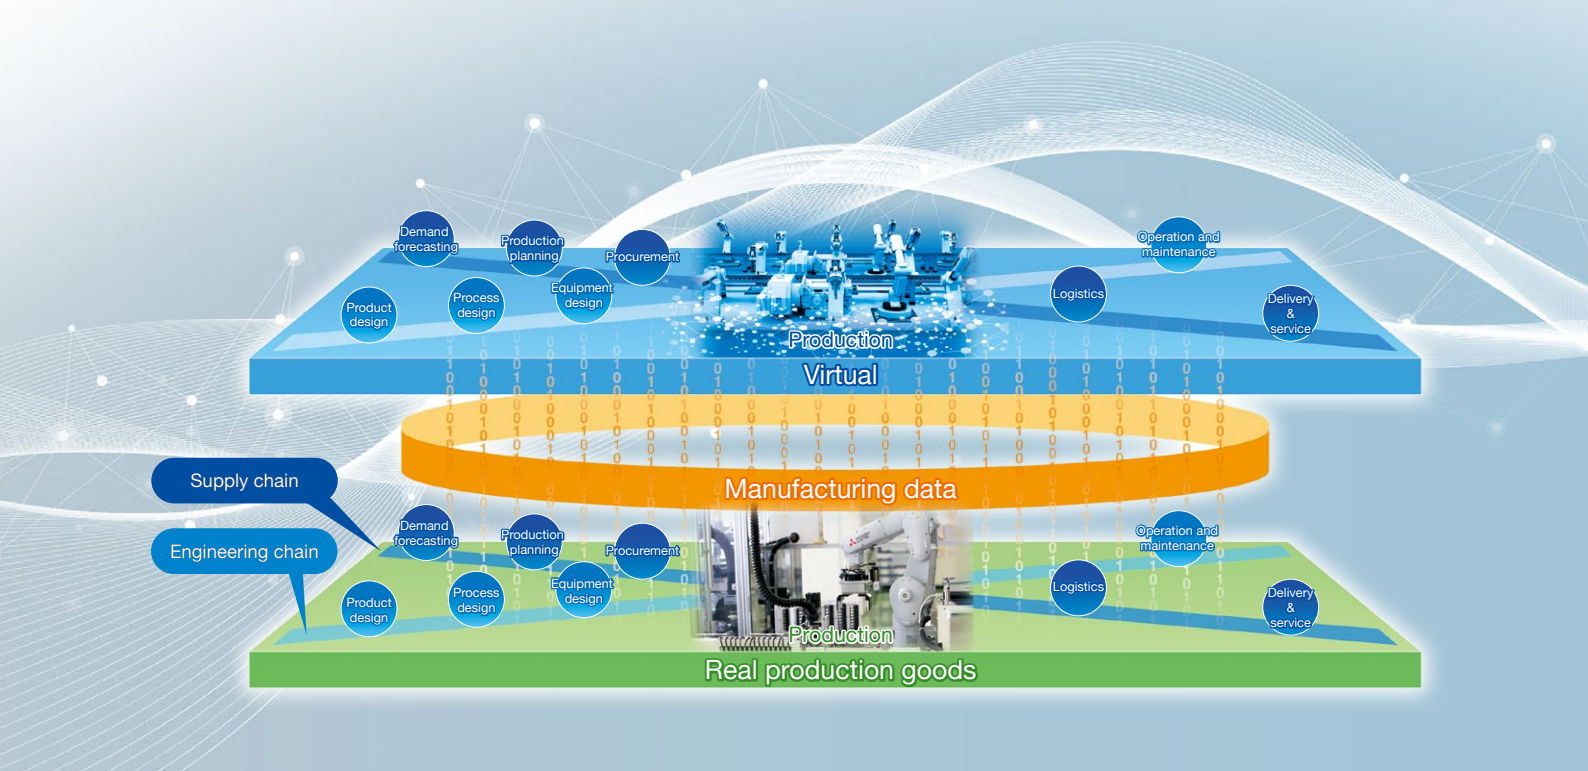 Demand
forecasting
Production
planning
Procurement
Operation and
maintenance
Product
design
Process
design
Equipment
design
Logistics
Delivery
&
service
Production
Virtual
Manufacturing data
Supply chain
Engineering chain
Demand
forecasting
Production
planning
Procurement
Operation and
maintenance
Product
design
Process
design
Equipment
design
Logistics
Delivery
&
service
Production
Real production goods